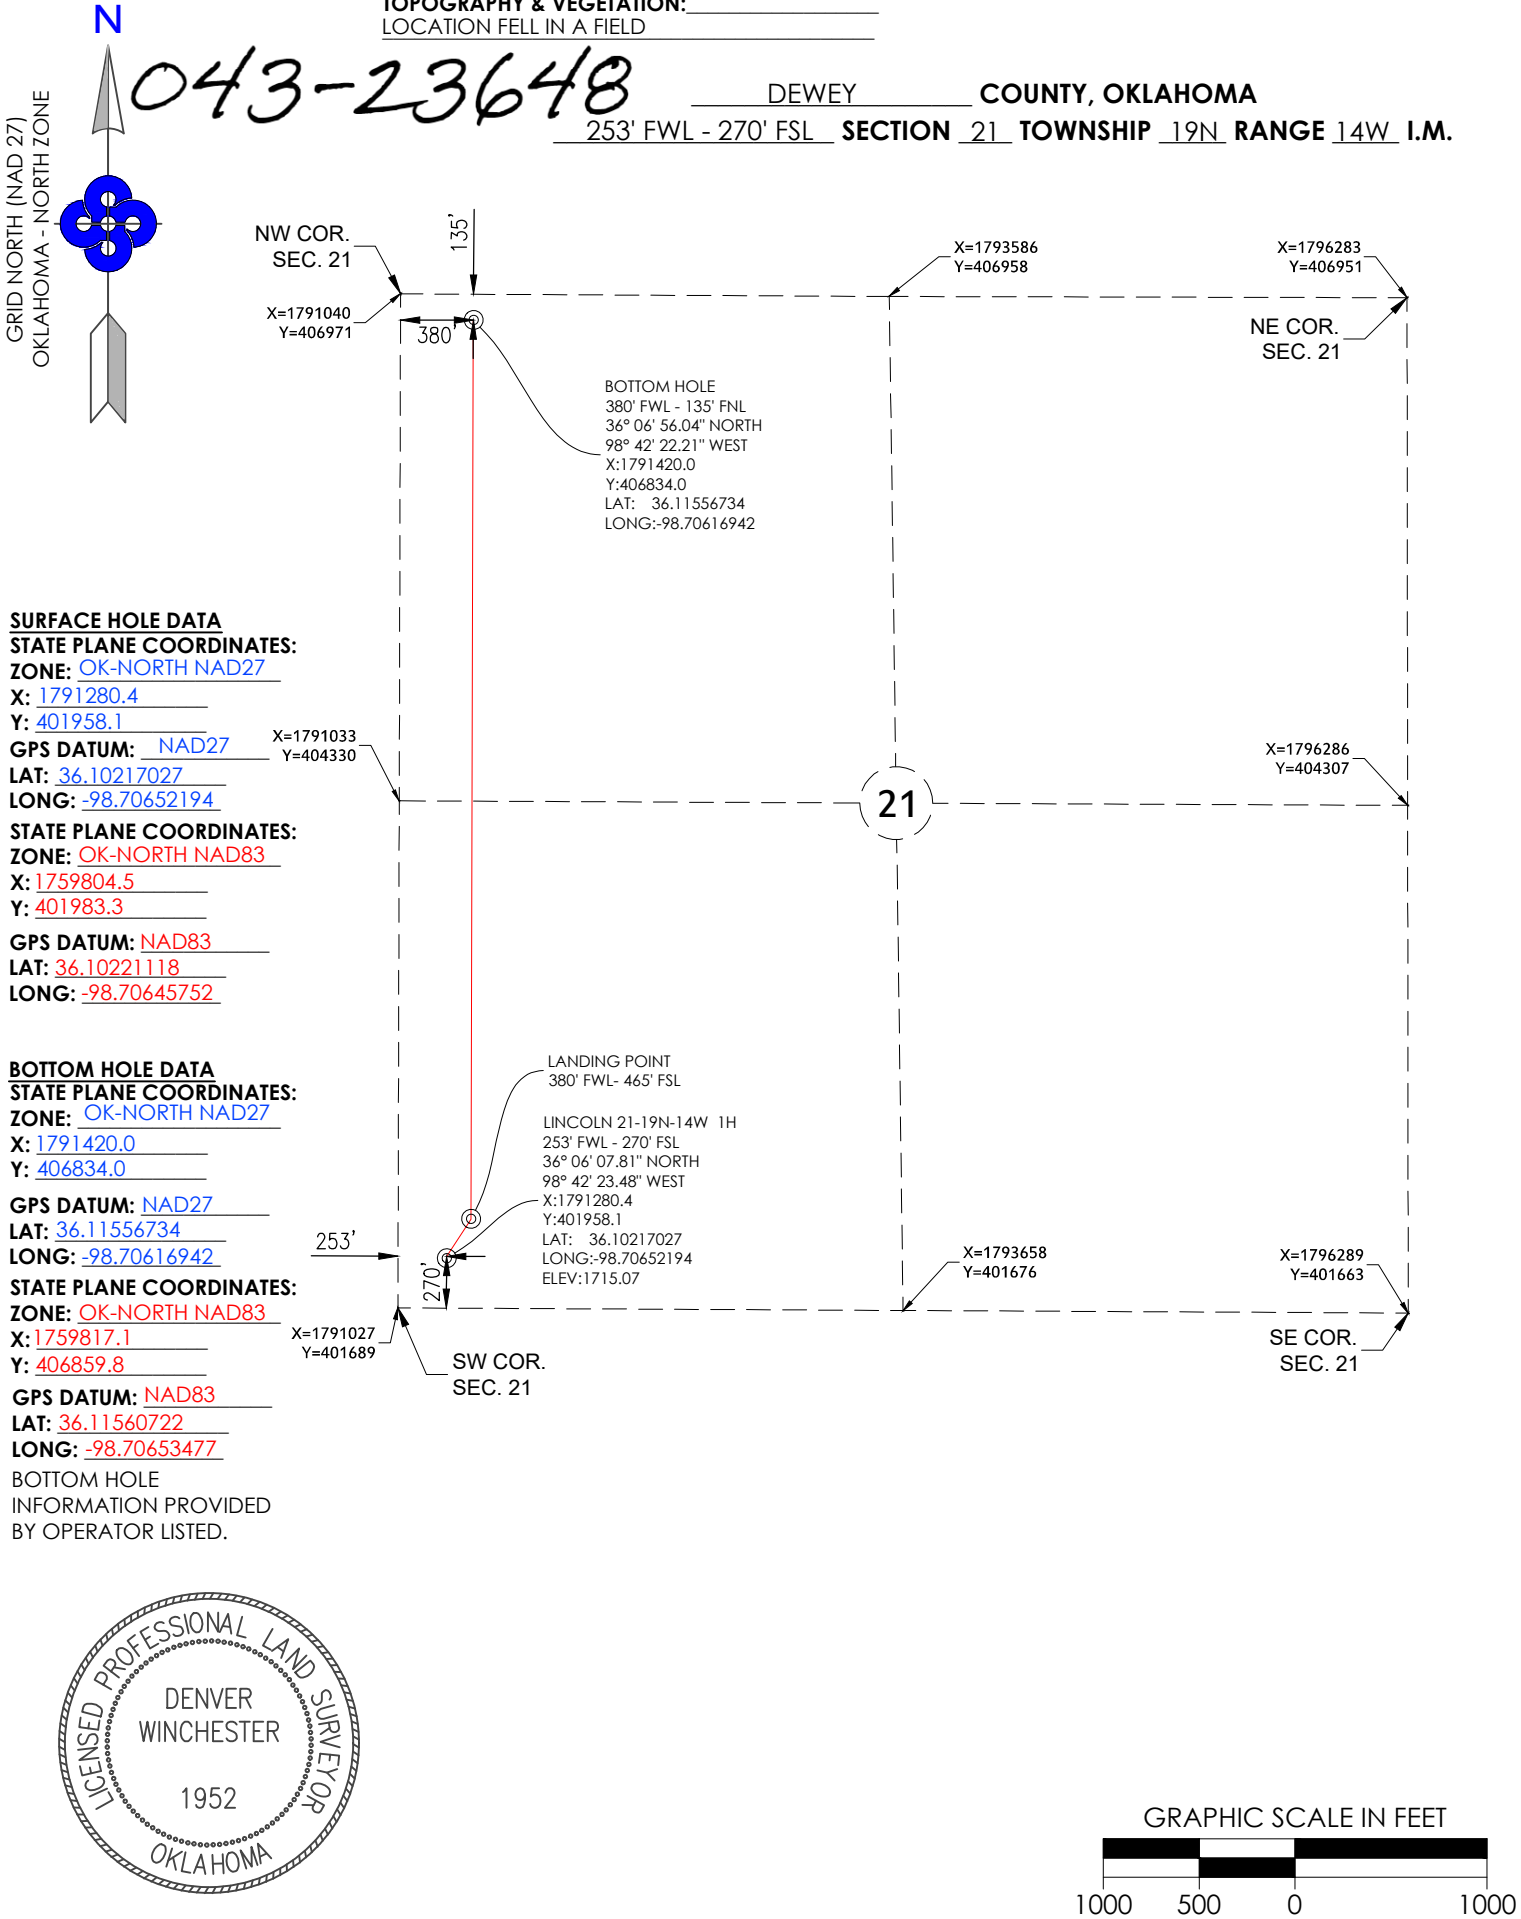 TOPOGRAPHY & VEGETATION:
LOCATION FELL IN A FIELD
N
043-23648
GRID NORTH (NAD 27)
OKLAHOMA - NORTH ZONE
DEWEY COUNTY, OKLAHOMA
253' FWL - 270' FSL SECTION 21 TOWNSHIP 19N RANGE 14W I.M.
NW COR.
SEC. 21
X=1791040
Y=406971
135'
380'
X=1793586
Y=406958
X=1796283
Y=406951
NE COR.
SEC. 21
BOTTOM HOLE
380' FWL - 135' FNL
36° 06' 56.04" NORTH
98° 42' 22.21" WEST
X:1791420.0
Y:406834.0
LAT: 36.11556734
LONG:-98.70616942
SURFACE HOLE DATA
STATE PLANE COORDINATES:
ZONE: OK-NORTH NAD27
X: 1791280.4
Y: 401958.1
GPS DATUM: NAD27
LAT: 36.10217027
LONG: -98.70652194
STATE PLANE COORDINATES:
ZONE: OK-NORTH NAD83
X: 1759804.5
Y: 401983.3
GPS DATUM: NAD83
LAT: 36.10221118
LONG: -98.70645752
X=1791033
Y=404330
21
X=1796286
Y=404307
BOTTOM HOLE DATA
STATE PLANE COORDINATES:
ZONE: OK-NORTH NAD27
X: 1791420.0
Y: 406834.0
GPS DATUM: NAD27
LAT: 36.11556734
LONG: -98.70616942
STATE PLANE COORDINATES:
ZONE: OK-NORTH NAD83
X: 1759817.1
Y: 406859.8
GPS DATUM: NAD83
LAT: 36.11560722
LONG: -98.70653477
BOTTOM HOLE
INFORMATION PROVIDED
BY OPERATOR LISTED.
LANDING POINT
380' FWL- 465' FSL
LINCOLN 21-19N-14W 1H
253' FWL - 270' FSL
36° 06' 07.81" NORTH
98° 42' 23.48" WEST
X:1791280.4
Y:401958.1
LAT: 36.10217027
LONG:-98.70652194
ELEV:1715.07
253'
270'
X=1791027
Y=401689
SW COR.
SEC. 21
X=1793658
Y=401676
X=1796289
Y=401663
SE COR.
SEC. 21
LICENSED PROFESSIONAL LAND SURVEYOR
DENVER
WINCHESTER
1952
OKLAHOMA
GRAPHIC SCALE IN FEET
1000 500 0 1000